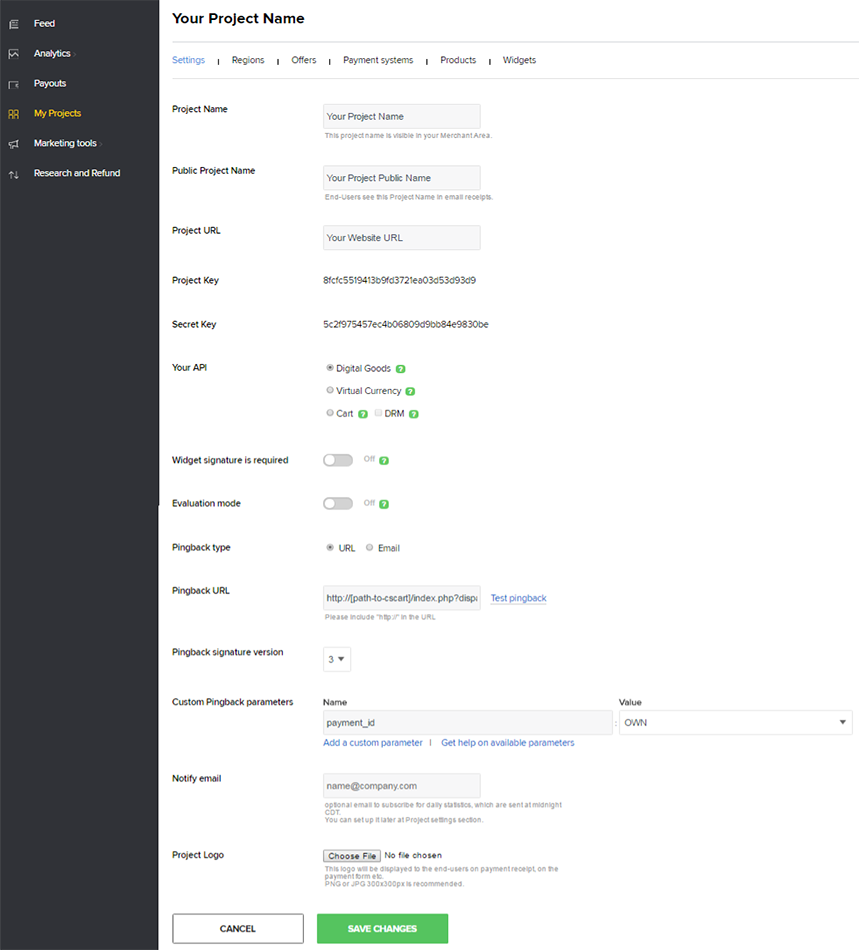 Feed
Analytics
Payouts
My Projects
Marketing tools
Research and Refund
Your Project Name
Settings | Regions | Offers | Payment systems | Products | Widgets
Project Name
Your Project Name
This project name is visible in your Merchant Area.
Public Project Name
Your Project Public Name
End-Users see this Project Name in email receipts.
Project URL
Your Website URL
Project Key
8fcfc5519413b9fd3721ea03d53d93d9
Secret Key
5c2f975457ec4b06809d9bb84e9830be
Your API
Digital Goods ?
Virtual Currency ?
Cart ? DRM ?
Widget signature is required
Off ?
Evaluation mode
Off ?
Pingback type
URL Email
Pingback URL
http://[path-to-cscart]/index.php?dispa
Test pingback
Please include "http://" in the URL
Pingback signature version
3
Custom Pingback parameters
Name Value
payment_id : OWN
Add a custom parameter | Get help on available parameters
Notify email
name@company.com
optional email to subscribe for daily statistics, which are sent at midnight
CDT.
You can set up it later at Project settings section.
Project Logo
Choose File No file chosen
This logo will be displayed to the end-users on payment receipt, on the
payment form etc.
PNG or JPG 300x300px is recommended.
CANCEL
SAVE CHANGES